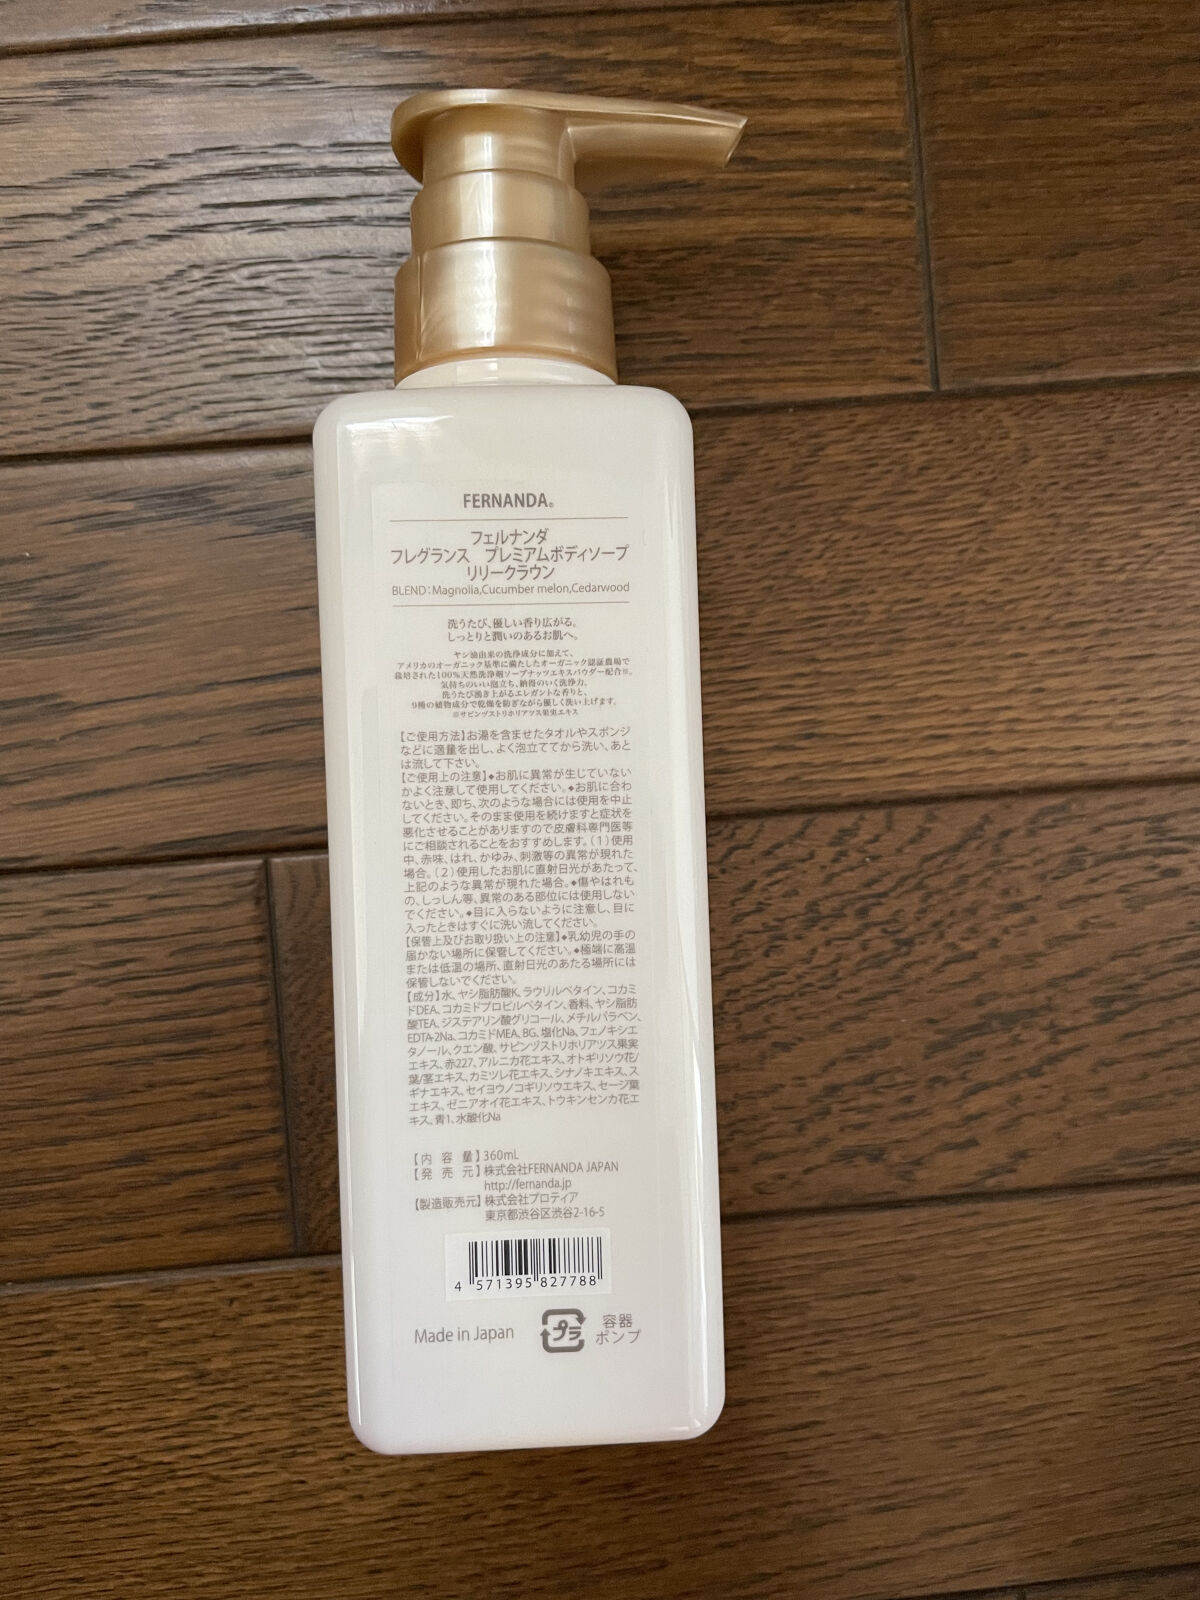 FERNANDA®
フェルナンダ
フレグランス プレミアムボディソープ
リリークラウン
BLEND:Magnolia,Cucumber melon,Cedarwood
洗うたび、優しい香り広がる。
しっとりと潤いのあるお肌へ。
ヤシ油由来の洗浄成分に加えて、
アメリカのオーガニック基準に満たしたオーガニック認証農場で
栽培された100%天然洗浄剤ソープナッツエキスパウダー配合※。
気持ちのいい泡立ち、納得のいく洗浄力。
洗うたび湧き上がるエレガントな香りと、
9種の植物成分で乾燥を防ぎながら優しく洗い上げます。
※サピンヅストリホリアツス果実エキス
【ご使用方法】お湯を含ませたタオルやスポンジ
などに適量を出し、よく泡立ててから洗い、あと
は流して下さい。
【ご使用上の注意】◆お肌に異常が生じていない
かよく注意して使用してください。◆お肌に合わ
ないとき、即ち、次のような場合には使用を中止
してください。そのまま使用を続けますと症状を
悪化させることがありますので皮膚科専門医等
にご相談されることをおすすめします。(1)使用
中、赤味、はれ、かゆみ、刺激等の異常が現れた
場合。(2)使用したお肌に直射日光があたって、
上記のような異常が現れた場合。◆傷やはれも
の、しっしん等、異常のある部位には使用しない
でください。◆目に入らないように注意し、目に
入ったときはすぐに洗い流してください。
【保管上及びお取り扱い上の注意】◆乳幼児の手の
届かない場所に保管してください。◆極端に高温
または低温の場所、直射日光のあたる場所には
保管しないでください。
【成分】水、ヤシ脂肪酸K、ラウリルベタイン、コカミ
ドDEA、コカミドプロピルベタイン、香料、ヤシ脂肪
酸TEA、ジステアリン酸グリコール、メチルパラベン、
EDTA-2Na、コカミドMEA、BG、塩化Na、フェノキシエ
タノール、クエン酸、サピンヅストリホリアツス果実
エキス、赤227、アルニカ花エキス、オトギリソウ花/
葉/茎エキス、カミツレ花エキス、シナノキエキス、ス
ギナエキス、セイヨウノコギリソウエキス、セージ葉
エキス、ゼニアオイ花エキス、トウキンセンカ花エ
キス、青1、水酸化Na
【内容量】360mL
【発売元】株式会社FERNANDA JAPAN
http://fernanda.jp
【製造販売元】株式会社プロティア
東京都渋谷区渋谷2-16-5
4 571395 827788
Made in Japan
プラ
容器
ポンプ